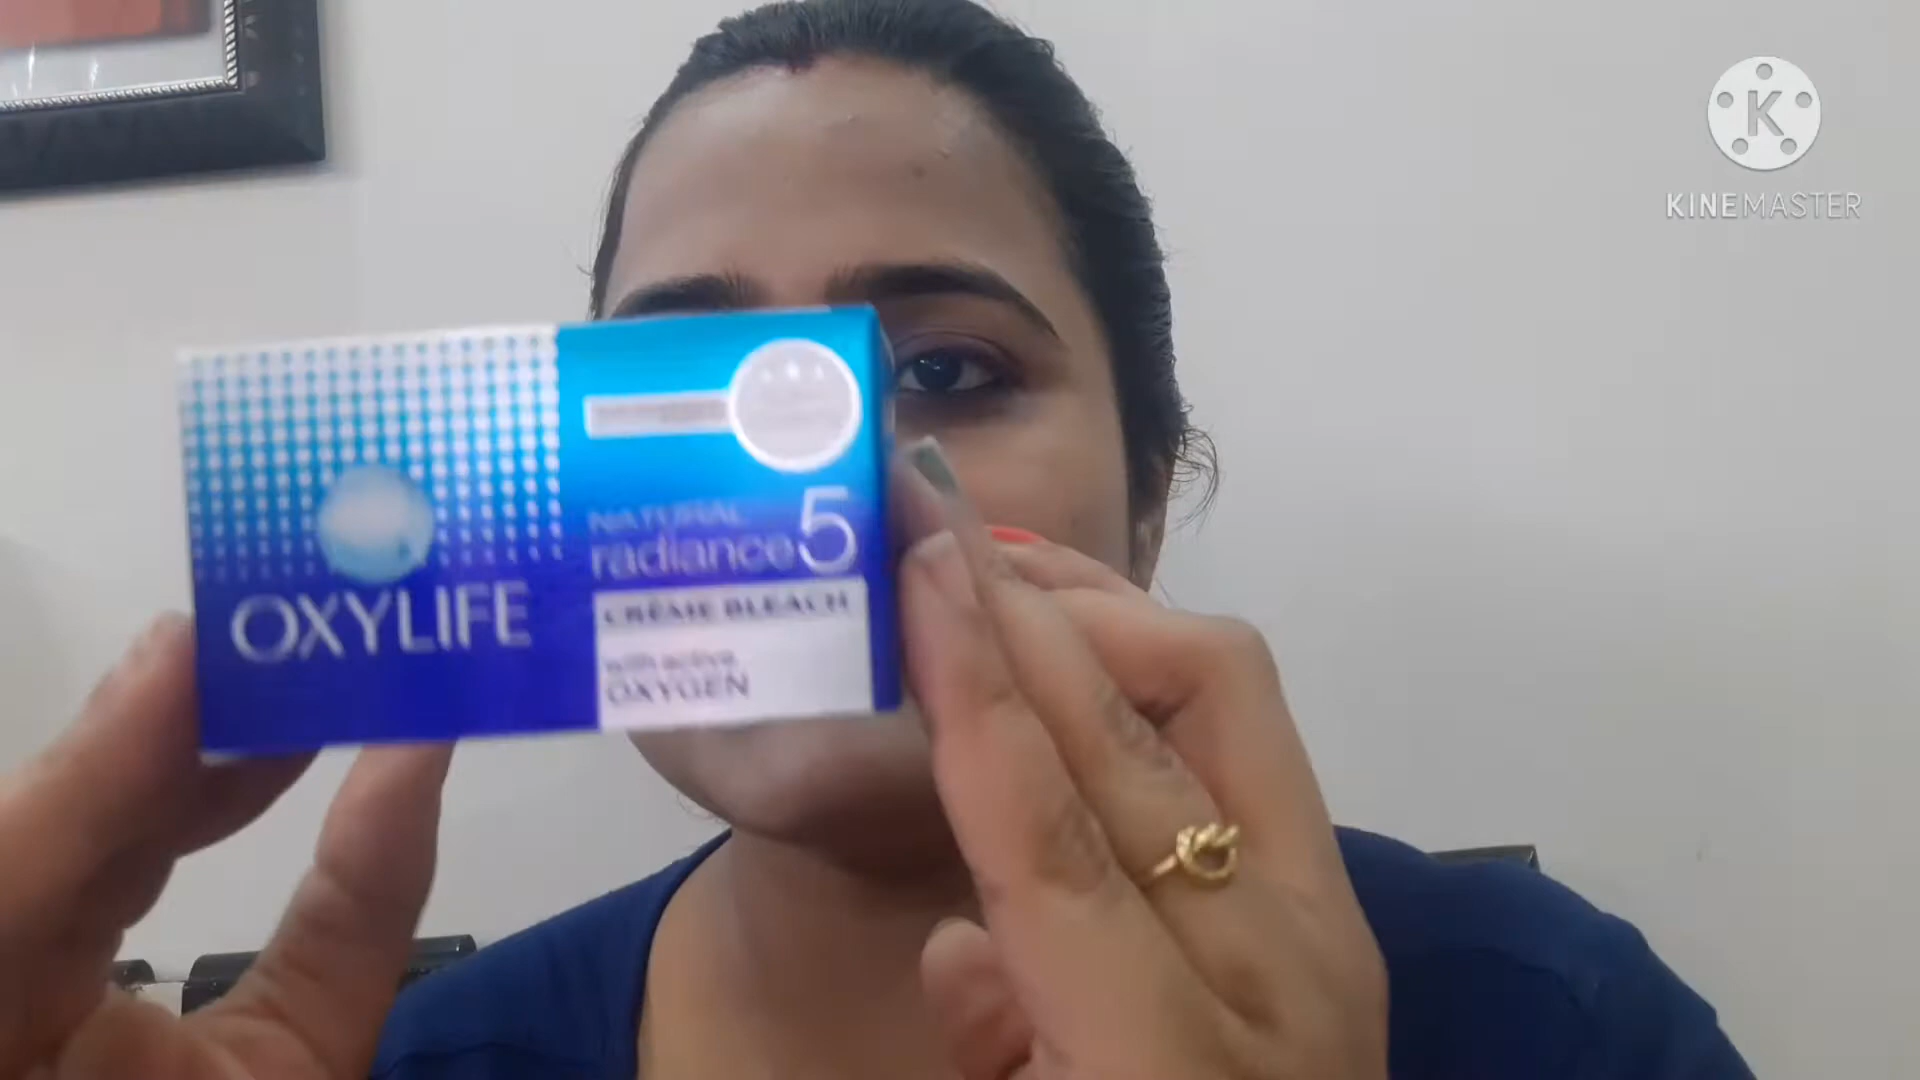 K
KINEMASTER
NATURAL
radiance 5
OXYLIFE
CRÈME BLEACH
with active
OXYGEN